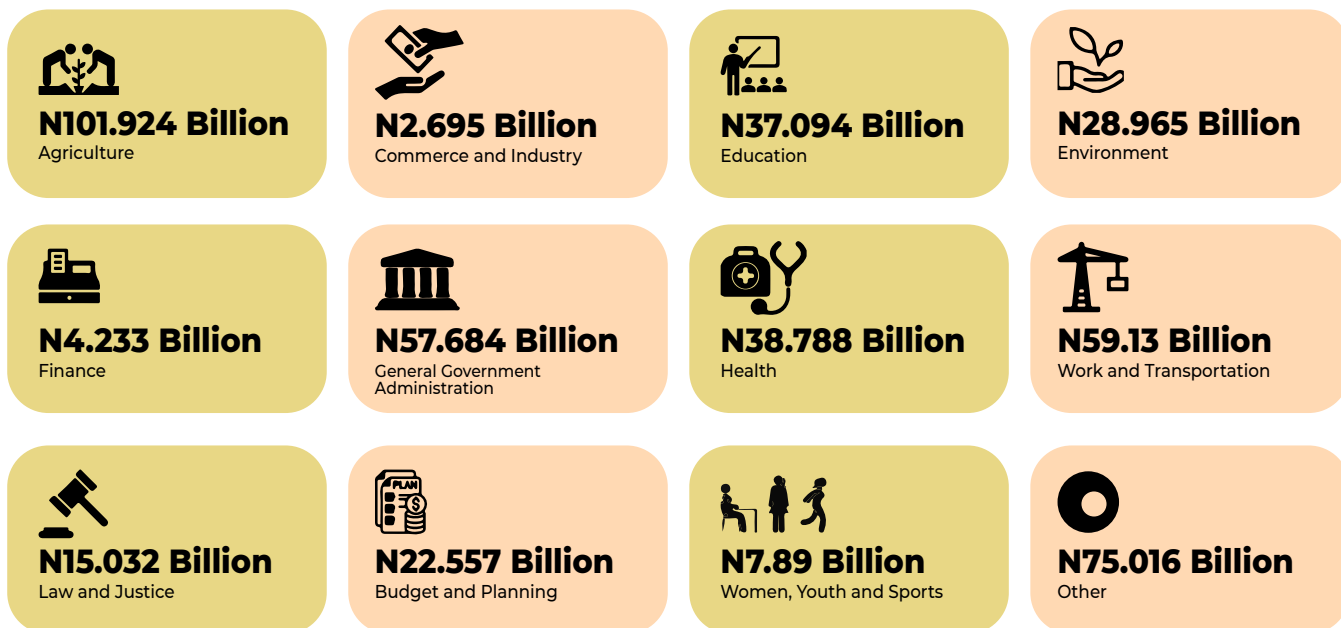 N101.924 Billion
Agriculture
N2.695 Billion
Commerce and Industry
N37.094 Billion
Education
N28.965 Billion
Environment
N4.233 Billion
Finance
N57.684 Billion
General Government
Administration
N38.788 Billion
Health
N59.13 Billion
Work and Transportation
N15.032 Billion
Law and Justice
PLAN
$
N22.557 Billion
Budget and Planning
N7.89 Billion
Women, Youth and Sports
N75.016 Billion
Other